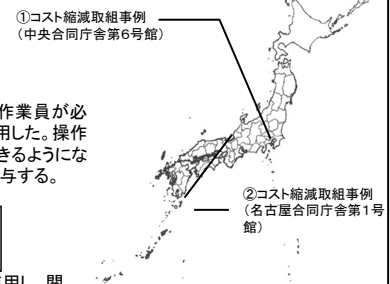 ①コスト縮減取組事例
（中央合同庁舎第6号館）
作業員が必
用した。操作
きるようにな
与する。
②コスト縮減取組事例
（名古屋合同庁舎第1号
館）